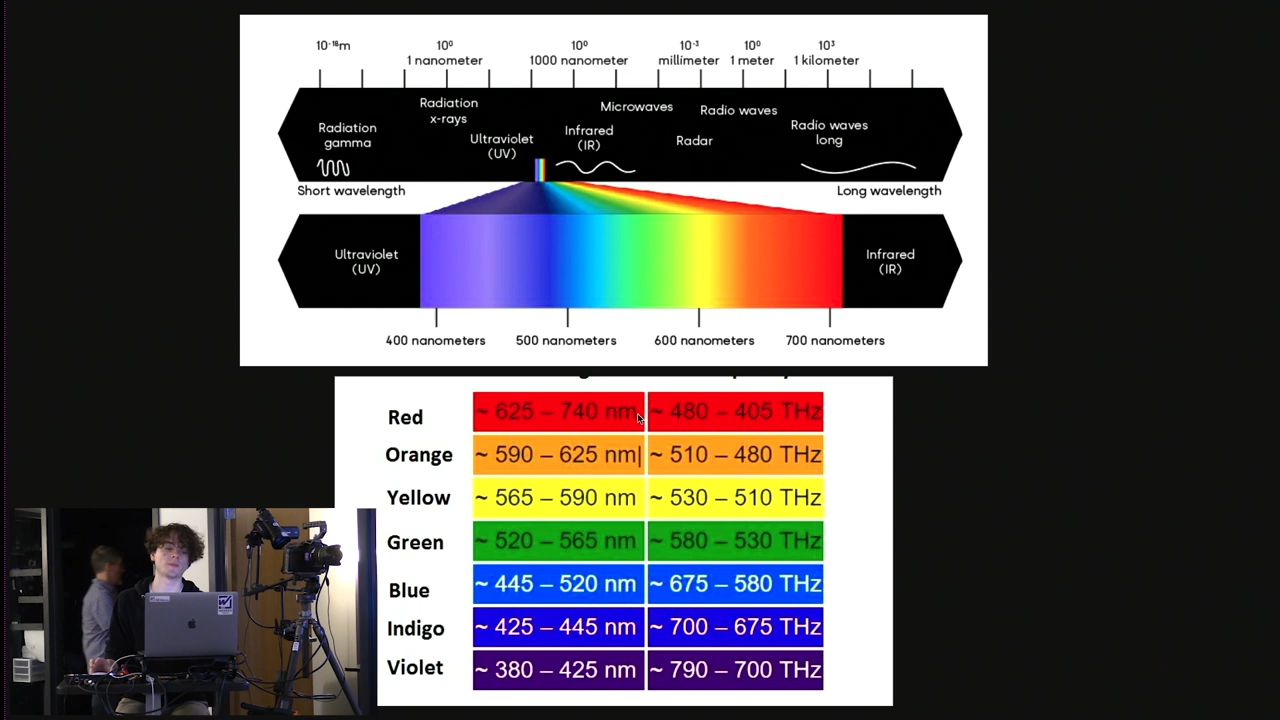 10⁻¹⁶m 10⁰ 10⁰ 10⁻³ 10⁰ 10³
1 nanometer 1000 nanometer millimeter 1 meter 1 kilometer
Radiation
gamma
Radiation
x-rays
Ultraviolet
(UV)
Infrared
(IR)
Microwaves
Radar
Radio waves
Radio waves
long
Short wavelength
Long wavelength
Ultraviolet
(UV)
Infrared
(IR)
400 nanometers 500 nanometers 600 nanometers 700 nanometers
Red ~ 625 – 740 nm ~ 480 – 405 THz
Orange ~ 590 – 625 nm| ~ 510 – 480 THz
Yellow ~ 565 – 590 nm ~ 530 – 510 THz
Green ~ 520 – 565 nm ~ 580 – 530 THz
Blue ~ 445 – 520 nm ~ 675 – 580 THz
Indigo ~ 425 – 445 nm ~ 700 – 675 THz
Violet ~ 380 – 425 nm ~ 790 – 700 THz